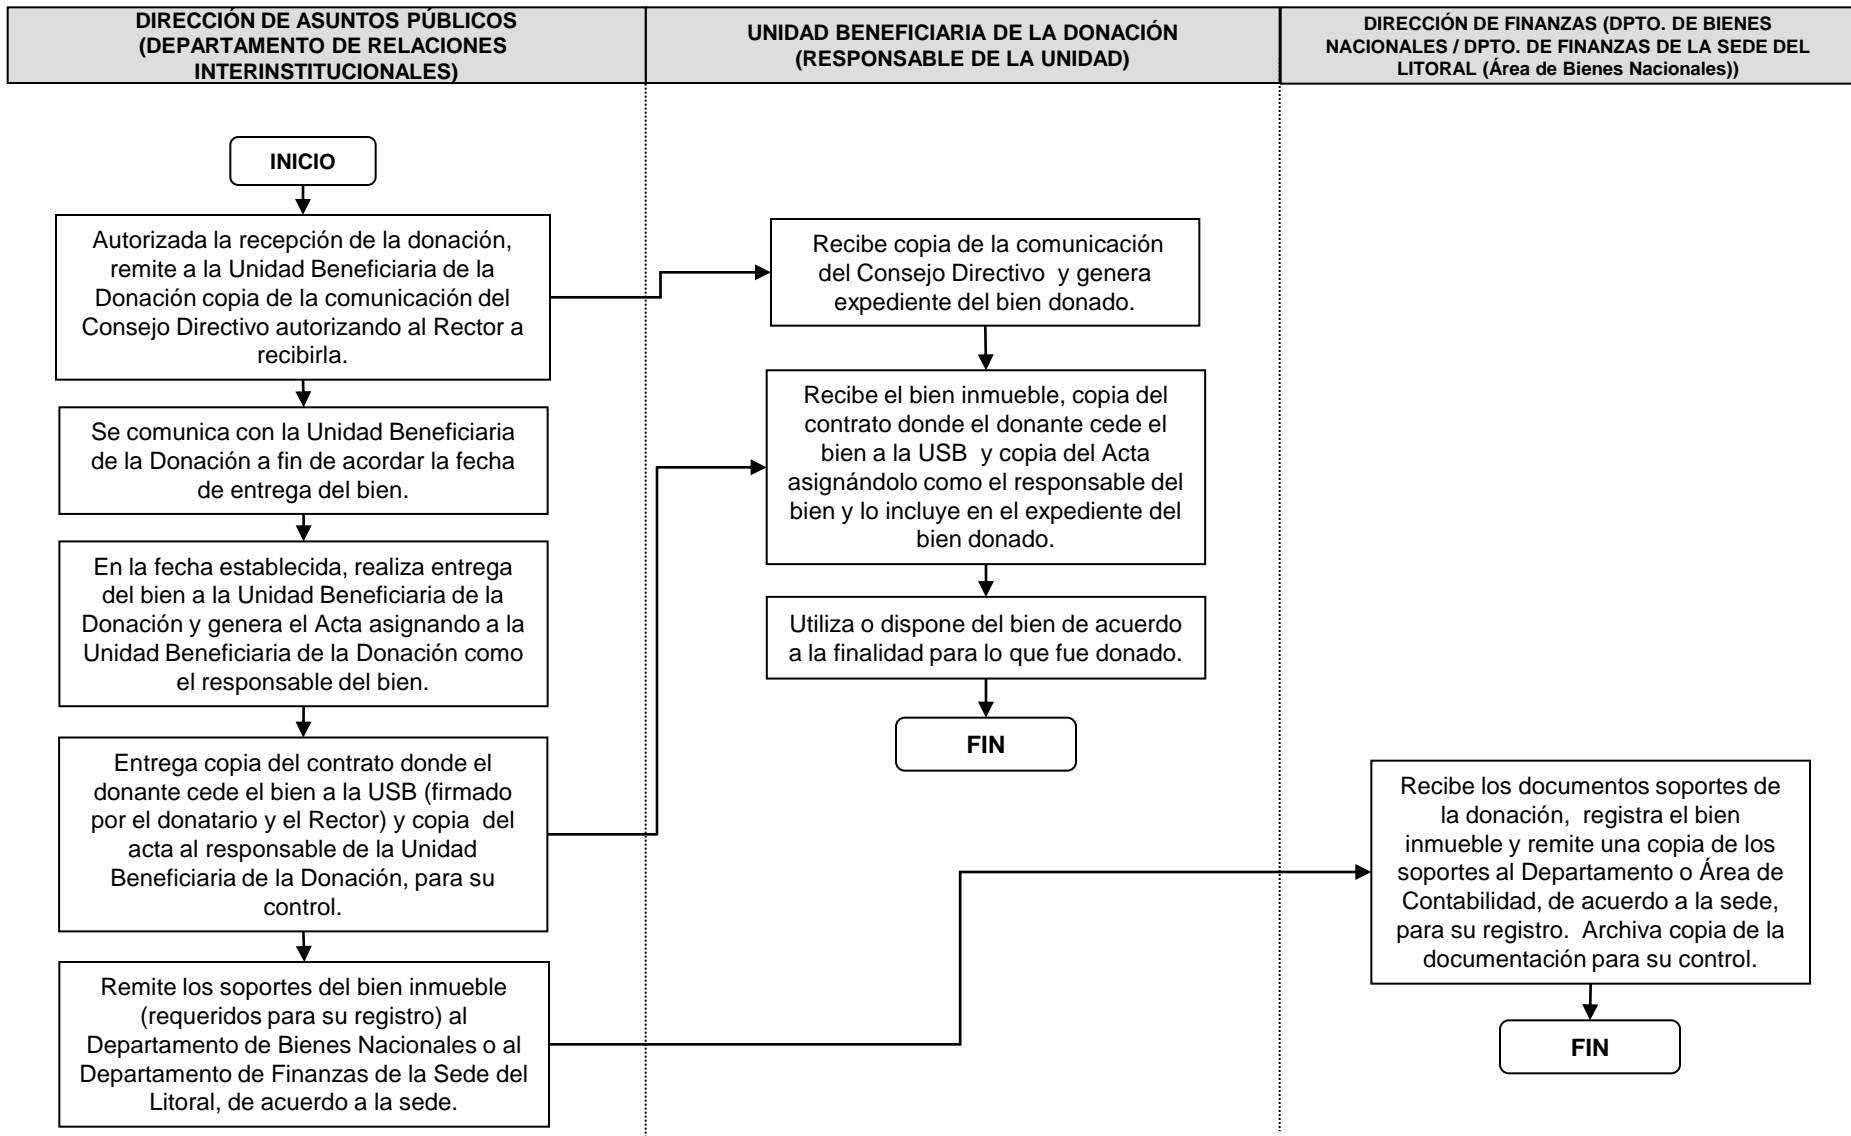 DIRECCIÓN DE ASUNTOS PÚBLICOS
(DEPARTAMENTO DE RELACIONES
INTERINSTITUCIONALES)
UNIDAD BENEFICIARIA DE LA DONACIÓN
(RESPONSABLE DE LA UNIDAD)
DIRECCIÓN DE FINANZAS (DPTO. DE BIENES
NACIONALES / DPTO. DE FINANZAS DE LA SEDE DEL
LITORAL (Área de Bienes Nacionales))
INICIO
Autorizada la recepción de la donación,
remite a la Unidad Beneficiaria de la
Donación copia de la comunicación del
Consejo Directivo autorizando al Rector a
recibirla.
Se comunica con la Unidad Beneficiaria
de la Donación a fin de acordar la fecha
de entrega del bien.
En la fecha establecida, realiza entrega
del bien a la Unidad Beneficiaria de la
Donación y genera el Acta asignando a la
Unidad Beneficiaria de la Donación como
el responsable del bien.
Entrega copia del contrato donde el
donante cede el bien a la USB (firmado
por el donatario y el Rector) y copia del
acta al responsable de la Unidad
Beneficiaria de la Donación, para su
control.
Remite los soportes del bien inmueble
(requeridos para su registro) al
Departamento de Bienes Nacionales o al
Departamento de Finanzas de la Sede del
Litoral, de acuerdo a la sede.
Recibe copia de la comunicación
del Consejo Directivo y genera
expediente del bien donado.
Recibe el bien inmueble, copia del
contrato donde el donante cede el
bien a la USB y copia del Acta
asignándolo como el responsable del
bien y lo incluye en el expediente del
bien donado.
Utiliza o dispone del bien de acuerdo
a la finalidad para lo que fue donado.
FIN
Recibe los documentos soportes de
la donación, registra el bien
inmueble y remite una copia de los
soportes al Departamento o Área de
Contabilidad, de acuerdo a la sede,
para su registro. Archiva copia de la
documentación para su control.
FIN